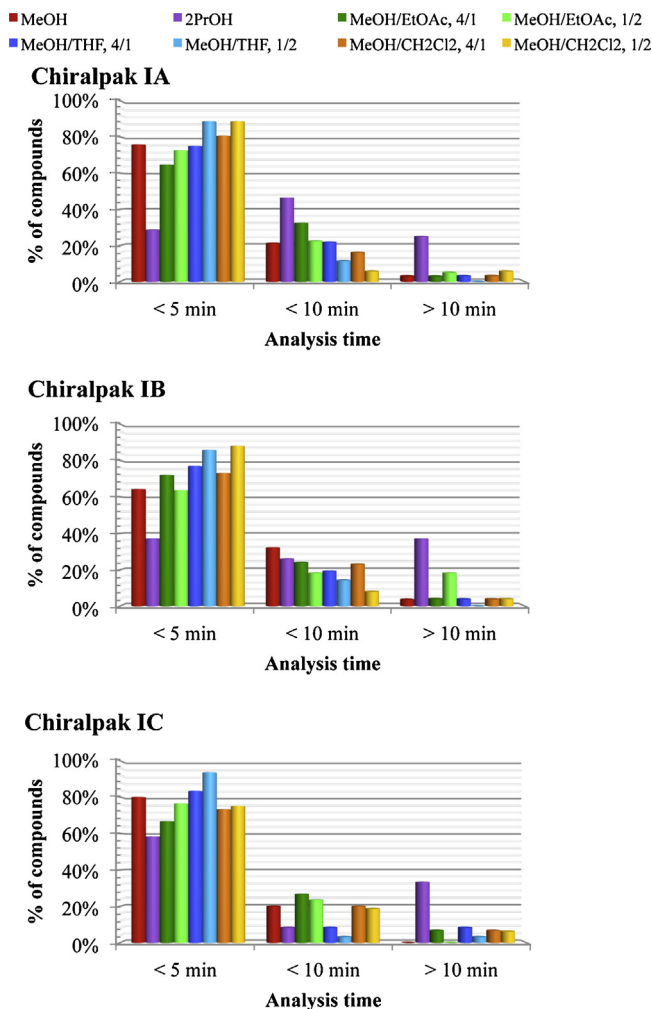 MeOH 2PrOH MeOH/EtOAc, 4/1 MeOH/EtOAc, 1/2
MeOH/THF, 4/1 MeOH/THF, 1/2 MeOH/CH2Cl2, 4/1 MeOH/CH2Cl2, 1/2
Chiralpak IA
% of compounds
100%
80%
60%
40%
20%
0%
< 5 min < 10 min > 10 min
Analysis time
Chiralpak IB
% of compounds
100%
80%
60%
40%
20%
0%
< 5 min < 10 min > 10 min
Analysis time
Chiralpak IC
% of compounds
100%
80%
60%
40%
20%
0%
< 5 min < 10 min > 10 min
Analysis time